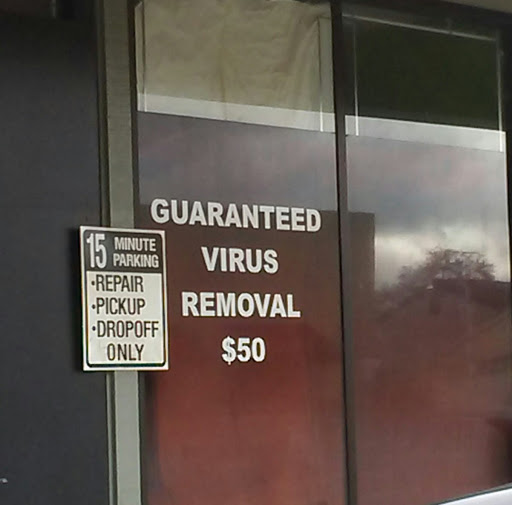 GUARANTEED
VIRUS
REMOVAL
$50
15 MINUTE
PARKING
•REPAIR
•PICKUP
•DROPOFF
ONLY